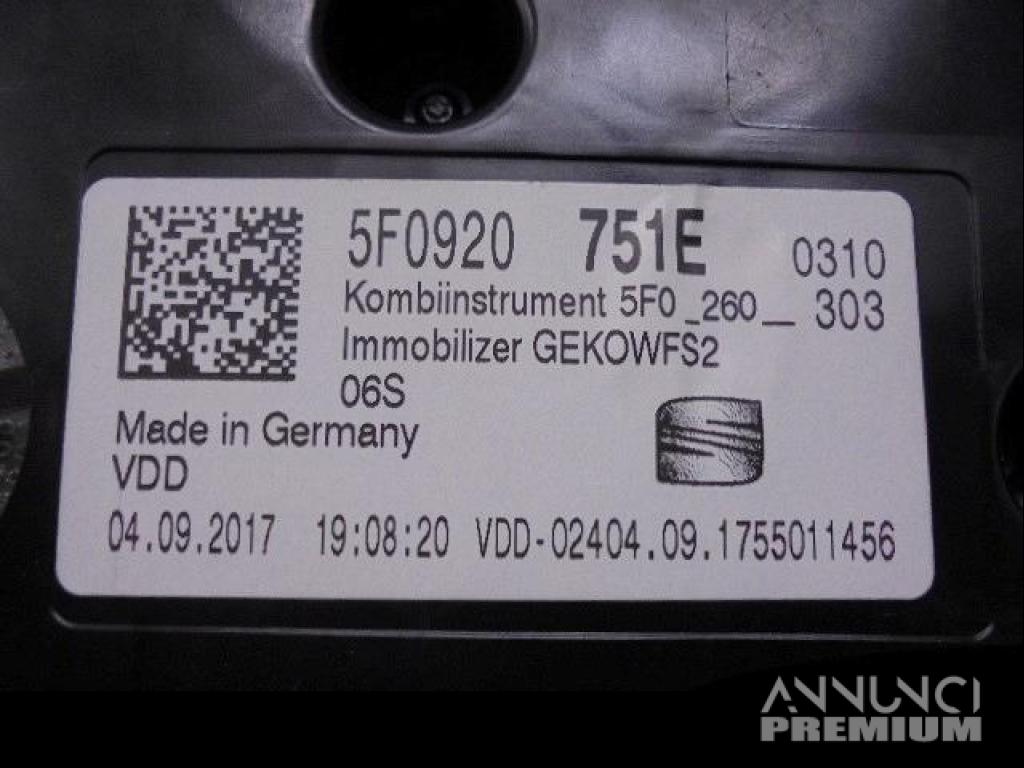 5F0920 751E 0310
Kombiinstrument 5F0_260__ 303
Immobilizer GEKOWFS2
06S
Made in Germany
VDD
04.09.2017 19:08:20 VDD-02404.09.1755011456
ANNUNCI
PREMIUM